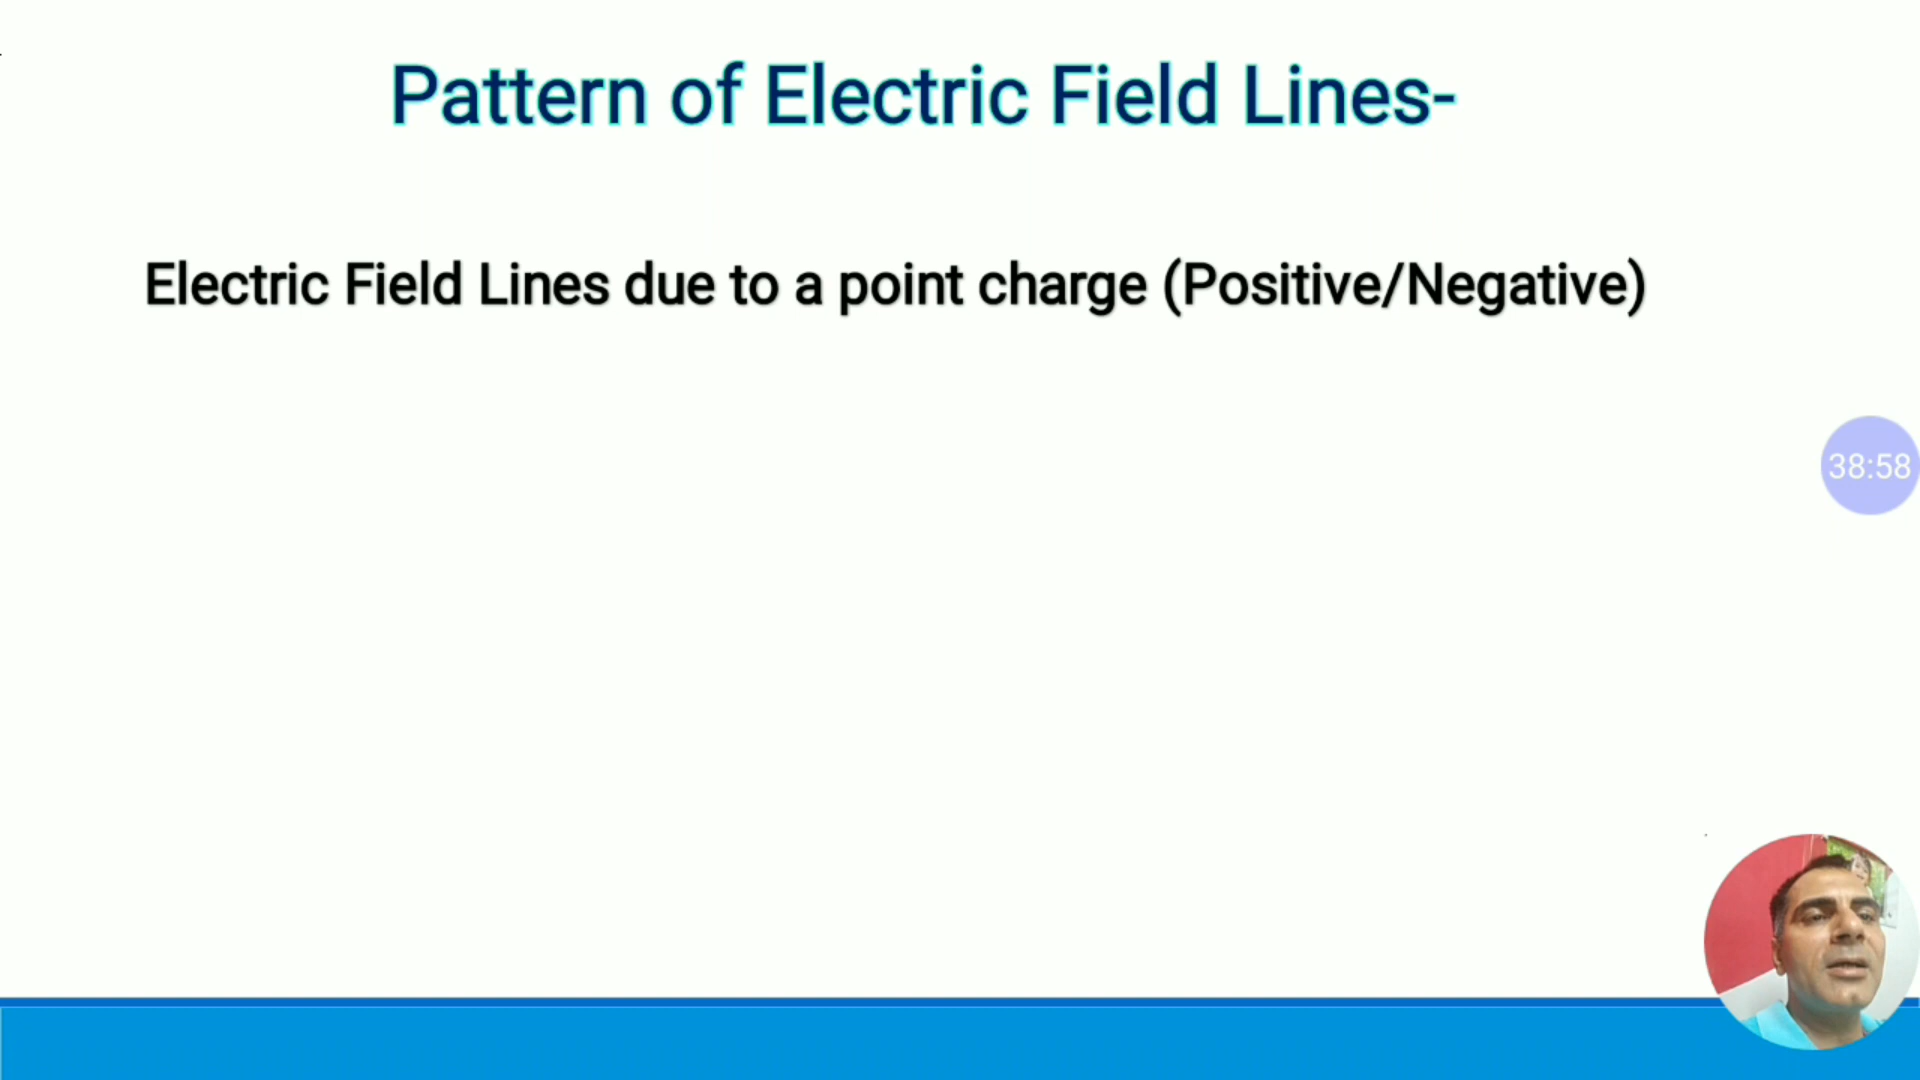 Pattern of Electric Field Lines-
Electric Field Lines due to a point charge (Positive/Negative)
38:58